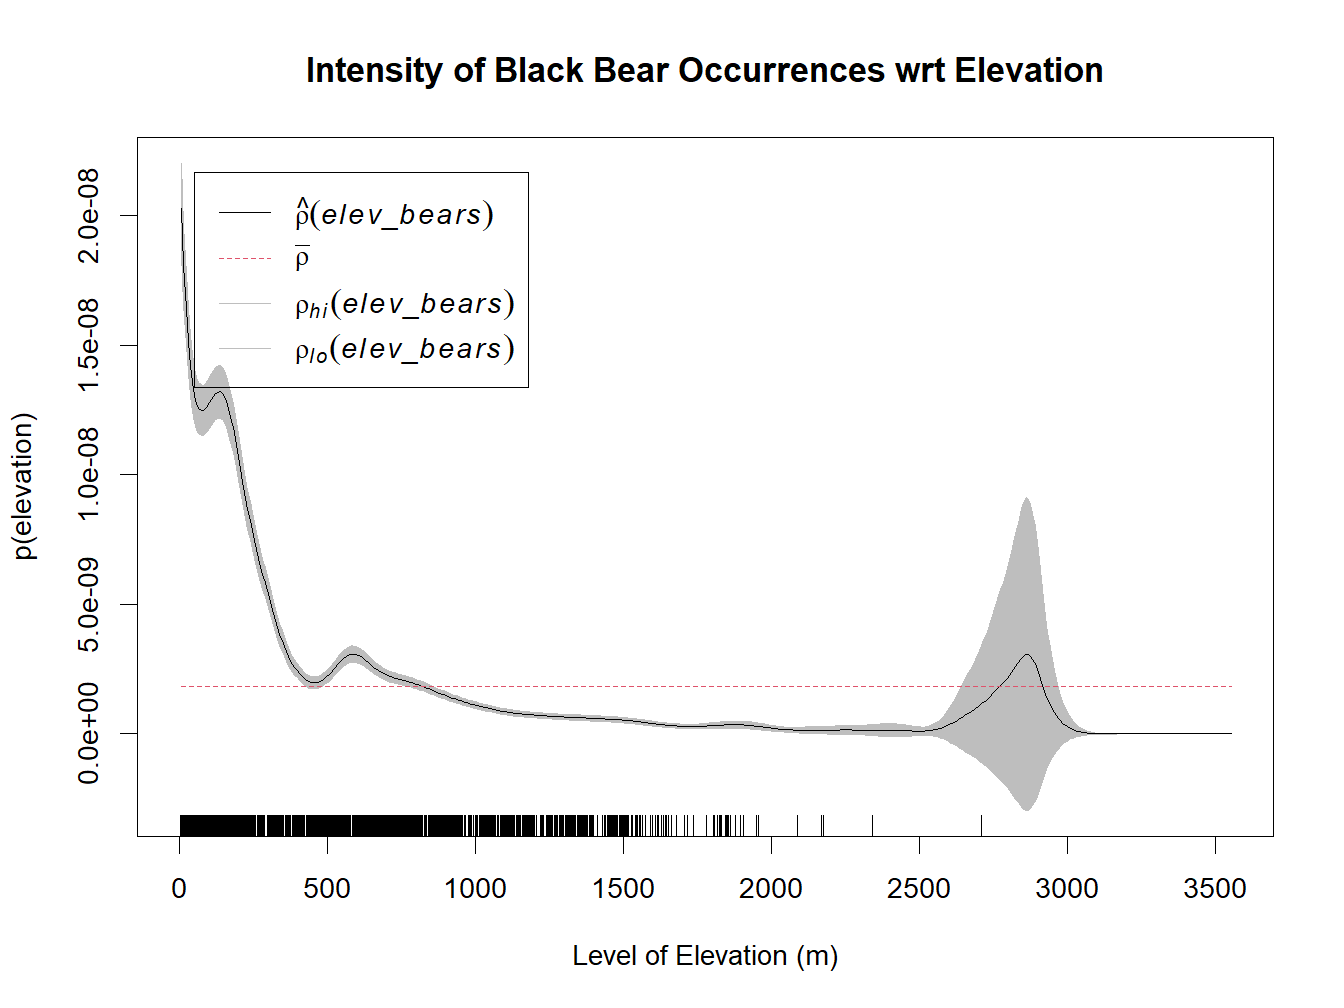 Intensity of Black Bear Occurrences wrt Elevation
ρ̂(elev_bears)
ρ̅
ρhi(elev_bears)
ρlo(elev_bears)
p(elevation)
0.0e+00 5.0e-09 1.0e-08 1.5e-08 2.0e-08
0 500 1000 1500 2000 2500 3000 3500
Level of Elevation (m)